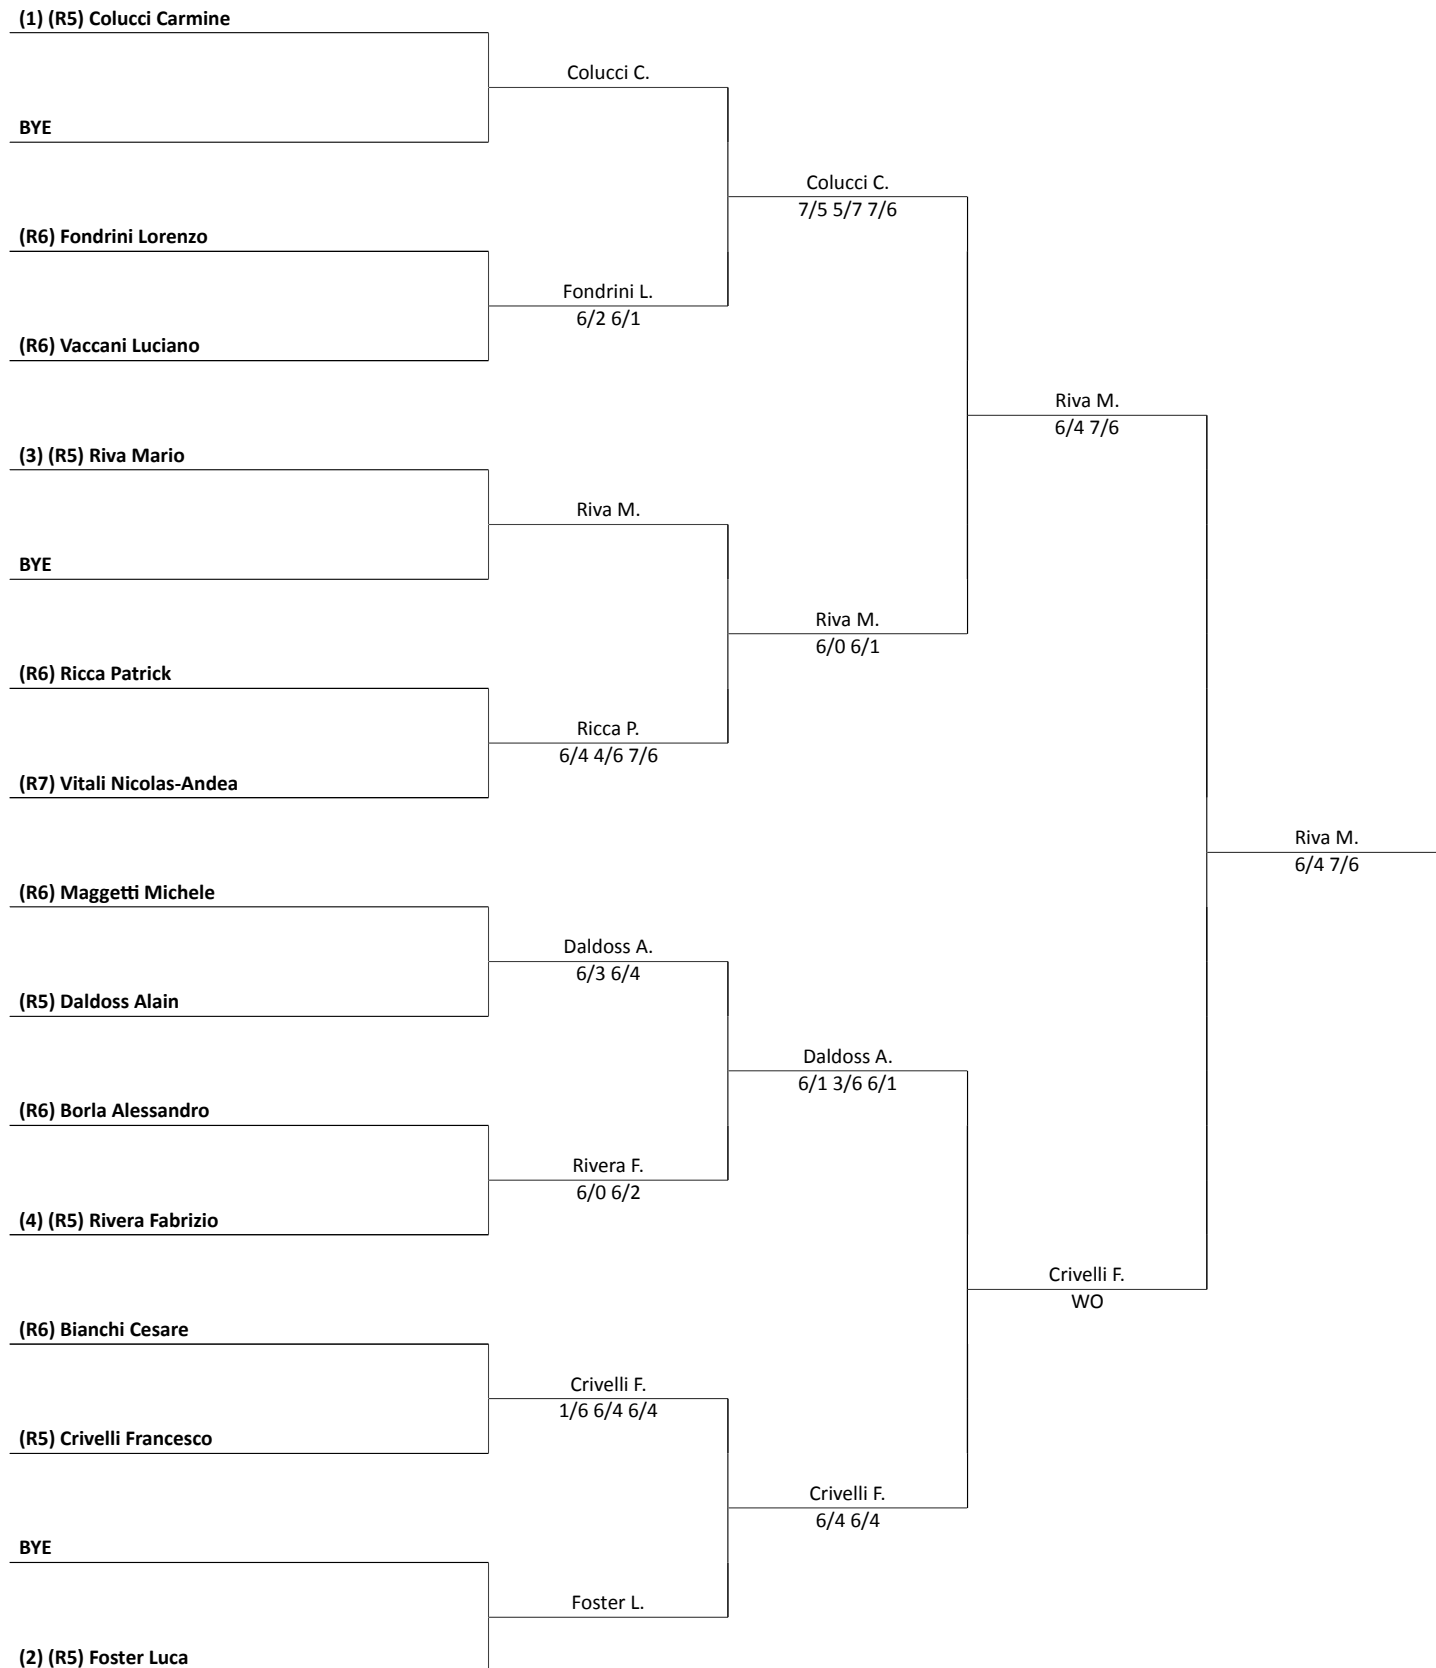 (1) (R5) Colucci Carmine
Colucci C.
BYE
Colucci C.
7/5 5/7 7/6
(R6) Fondrini Lorenzo
Fondrini L.
6/2 6/1
(R6) Vaccani Luciano
Riva M.
6/4 7/6
(3) (R5) Riva Mario
Riva M.
BYE
Riva M.
6/0 6/1
(R6) Ricca Patrick
Ricca P.
6/4 4/6 7/6
(R7) Vitali Nicolas-Andea
Riva M.
6/4 7/6
(R6) Maggetti Michele
Daldoss A.
6/3 6/4
(R5) Daldoss Alain
Daldoss A.
6/1 3/6 6/1
(R6) Borla Alessandro
Rivera F.
6/0 6/2
(4) (R5) Rivera Fabrizio
Crivelli F.
WO
(R6) Bianchi Cesare
Crivelli F.
1/6 6/4 6/4
(R5) Crivelli Francesco
Crivelli F.
6/4 6/4
BYE
Foster L.
(2) (R5) Foster Luca